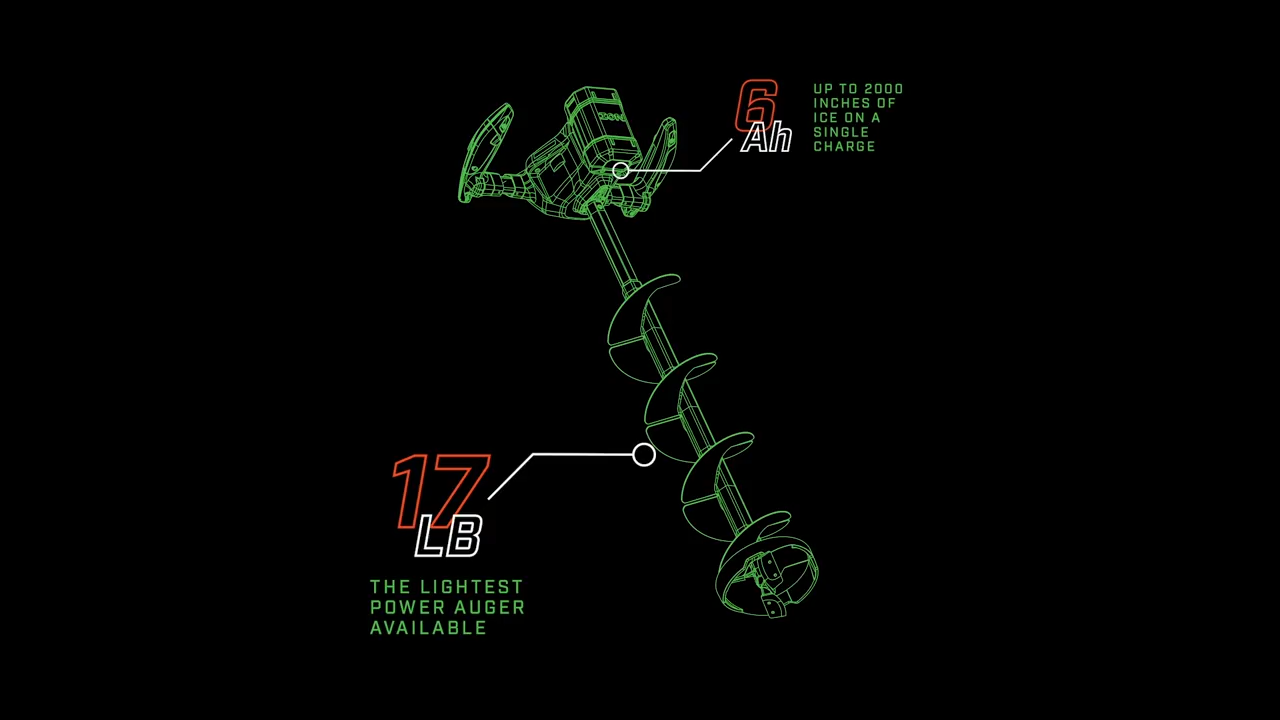 6
Ah
UP TO 2000
INCHES OF
ICE ON A
SINGLE
CHARGE
17
LB
THE LIGHTEST
POWER AUGER
AVAILABLE